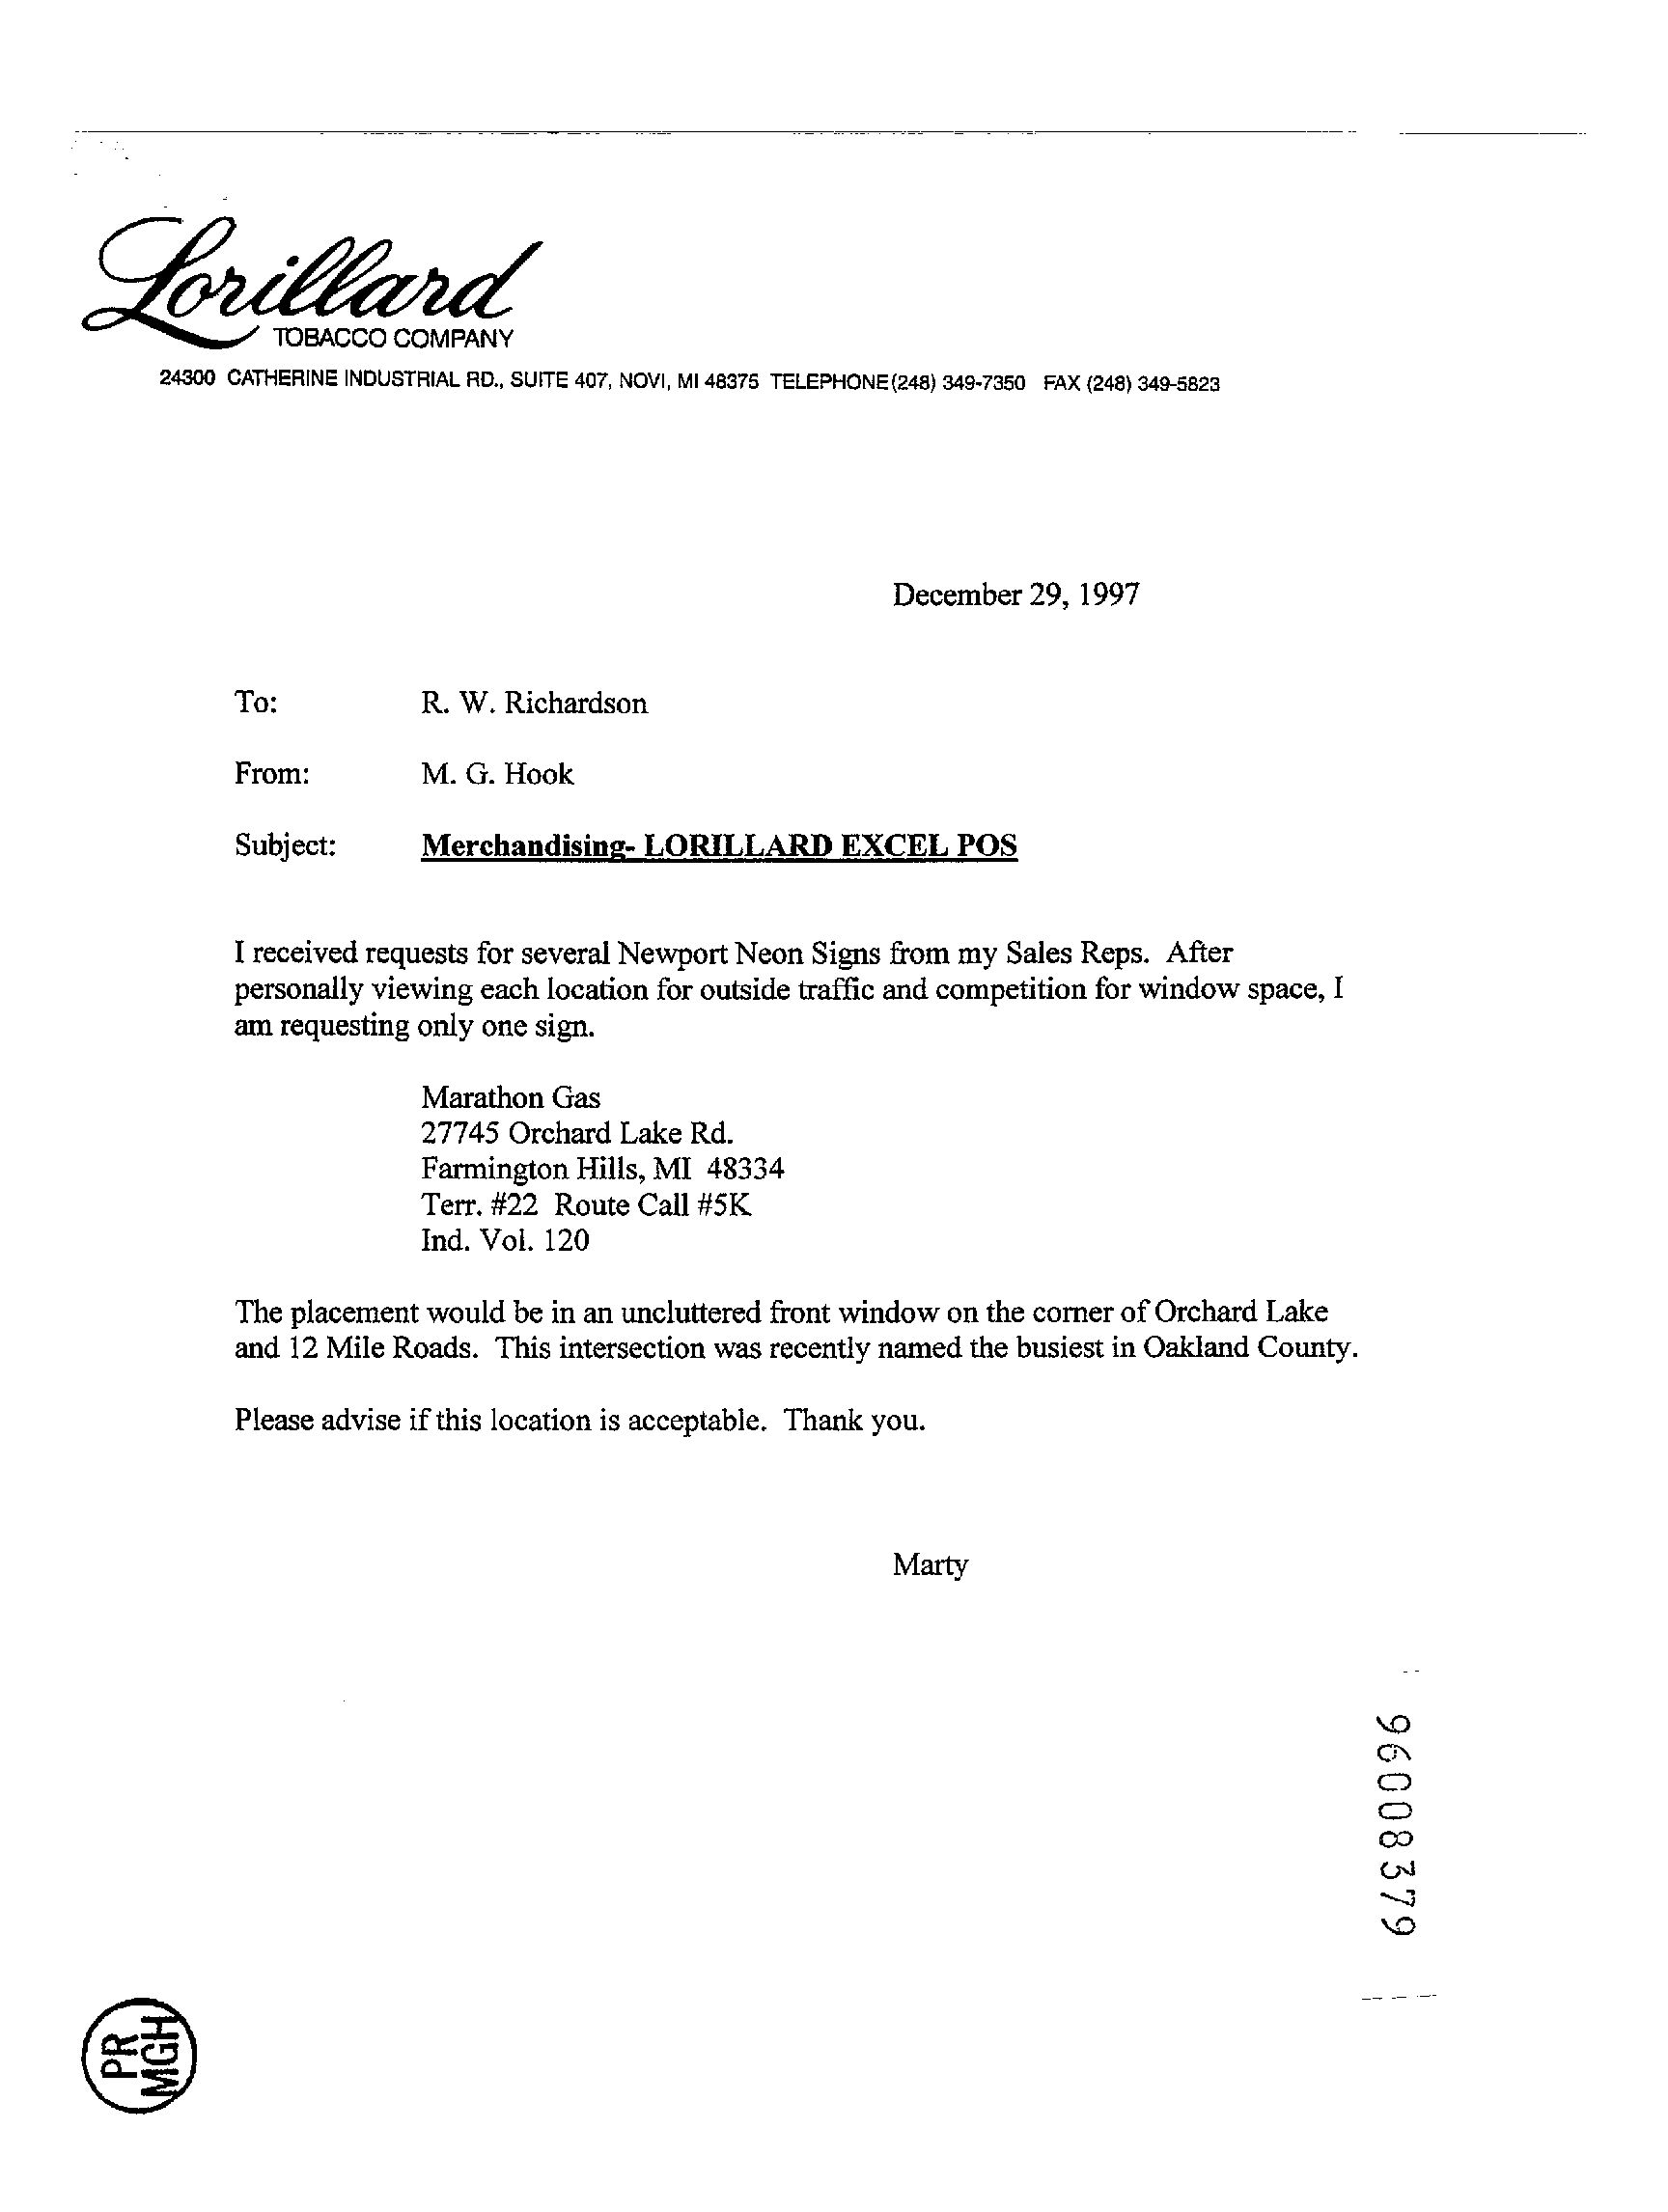 Lorillard
TOBACCO COMPANY
24300 CATHERINE INDUSTRIAL RD., SUITE 407, NOVI, MI 48375 TELEPHONE(248) 349-7350 FAX (248) 349-5823
December 29, 1997
To: R. W. Richardson
From: M. G. Hook
Subject: Merchandising- LORILLARD EXCEL POS
I received requests for several Newport Neon Signs from my Sales Reps. After
personally viewing each location for outside traffic and competition for window space, I
am requesting only one sign.
Marathon Gas
27745 Orchard Lake Rd.
Farmington Hills, MI 48334
Terr. #22 Route Call #5K
Ind. Vol. 120
The placement would be in an uncluttered front window on the corner of Orchard Lake
and 12 Mile Roads. This intersection was recently named the busiest in Oakland County.
Please advise if this location is acceptable. Thank you.
Marty
96008379
PR
MGH